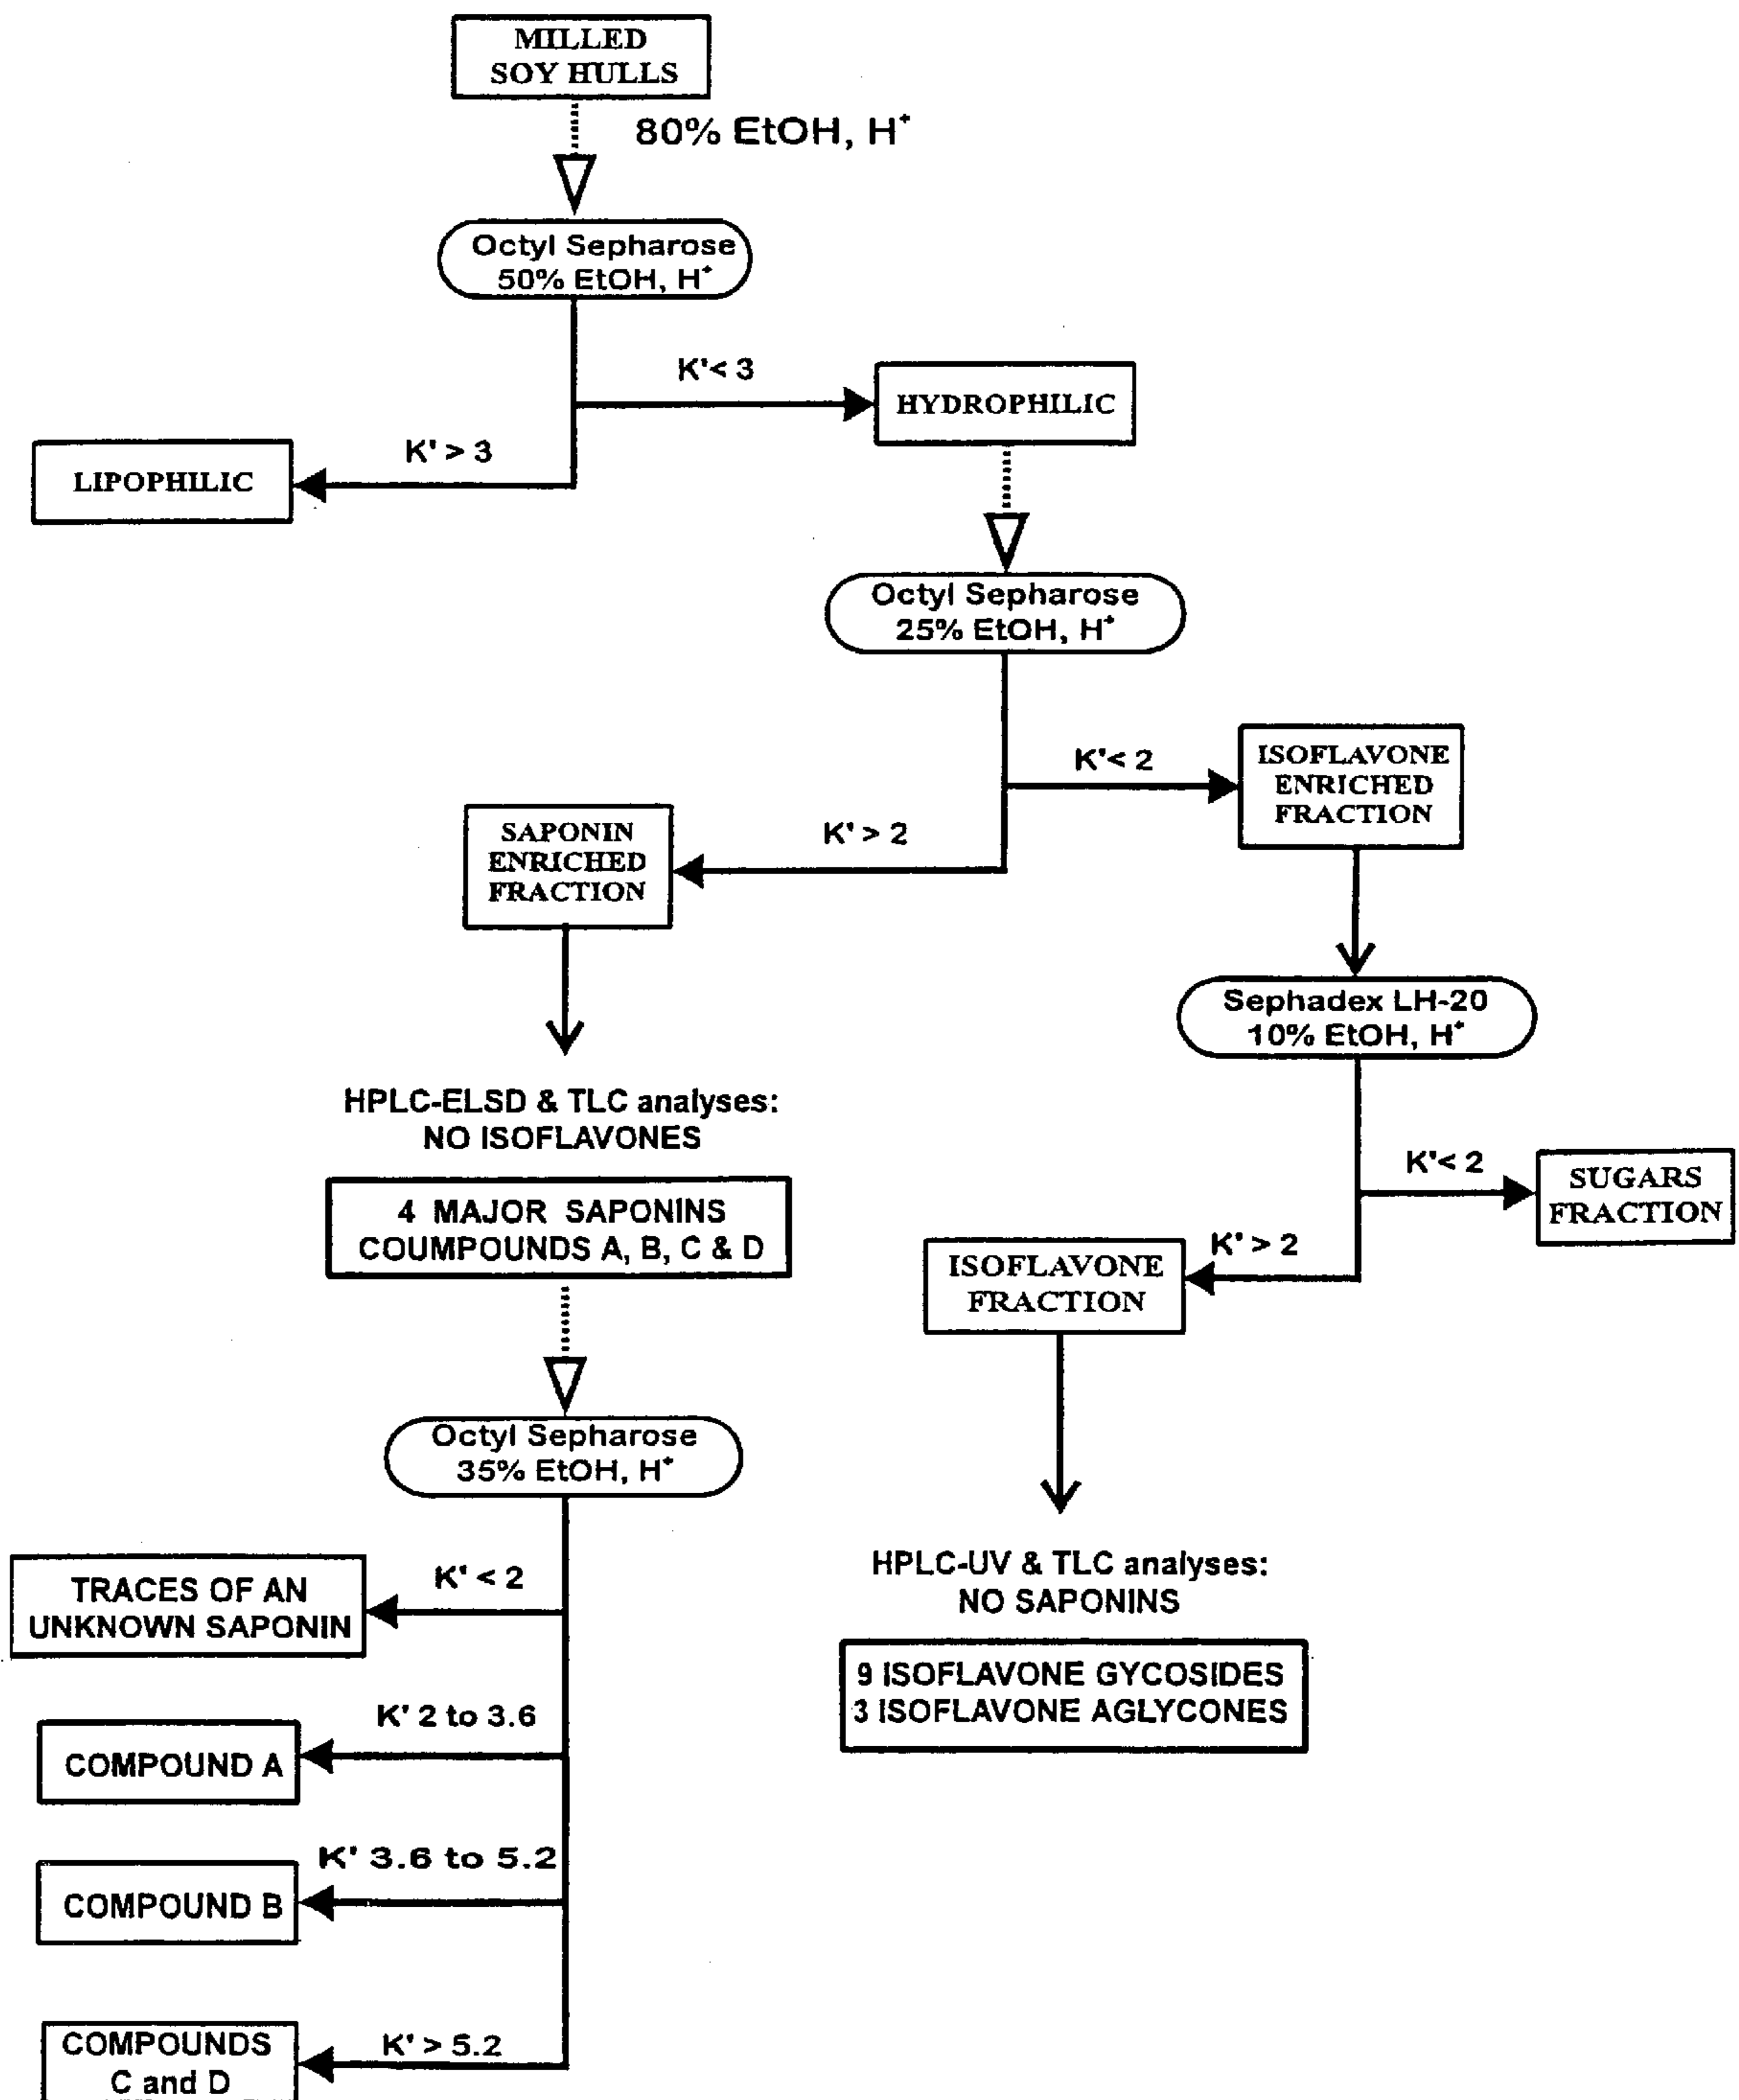 MILLED
SOY HULLS
80% EtOH, H⁺
Octyl Sepharose
50% EtOH, H⁺
K'< 3
HYDROPHILIC
K' > 3
LIPOPHILIC
Octyl Sepharose
25% EtOH, H⁺
K'< 2
ISOFLAVONE
ENRICHED
FRACTION
K' > 2
SAPONIN
ENRICHED
FRACTION
Sephadex LH-20
10% EtOH, H⁺
HPLC-ELSD & TLC analyses:
NO ISOFLAVONES
K'< 2
SUGARS
FRACTION
4 MAJOR SAPONINS
COUMPOUNDS A, B, C & D
K' > 2
ISOFLAVONE
FRACTION
Octyl Sepharose
35% EtOH, H⁺
K' < 2
TRACES OF AN
UNKNOWN SAPONIN
HPLC-UV & TLC analyses:
NO SAPONINS
9 ISOFLAVONE GYCOSIDES
3 ISOFLAVONE AGLYCONES
K' 2 to 3.6
COMPOUND A
K' 3.6 to 5.2
COMPOUND B
K' > 5.2
COMPOUNDS
C and D